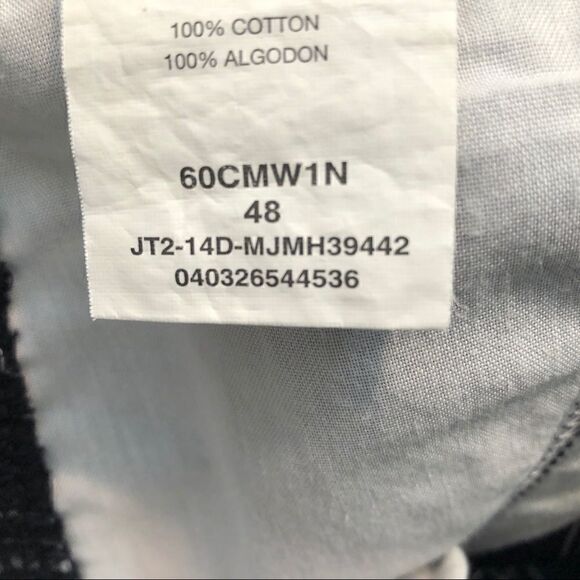 100% COTTON
100% ALGODON
60CMW1N
48
JT2-14D-MJMH39442
040326544536